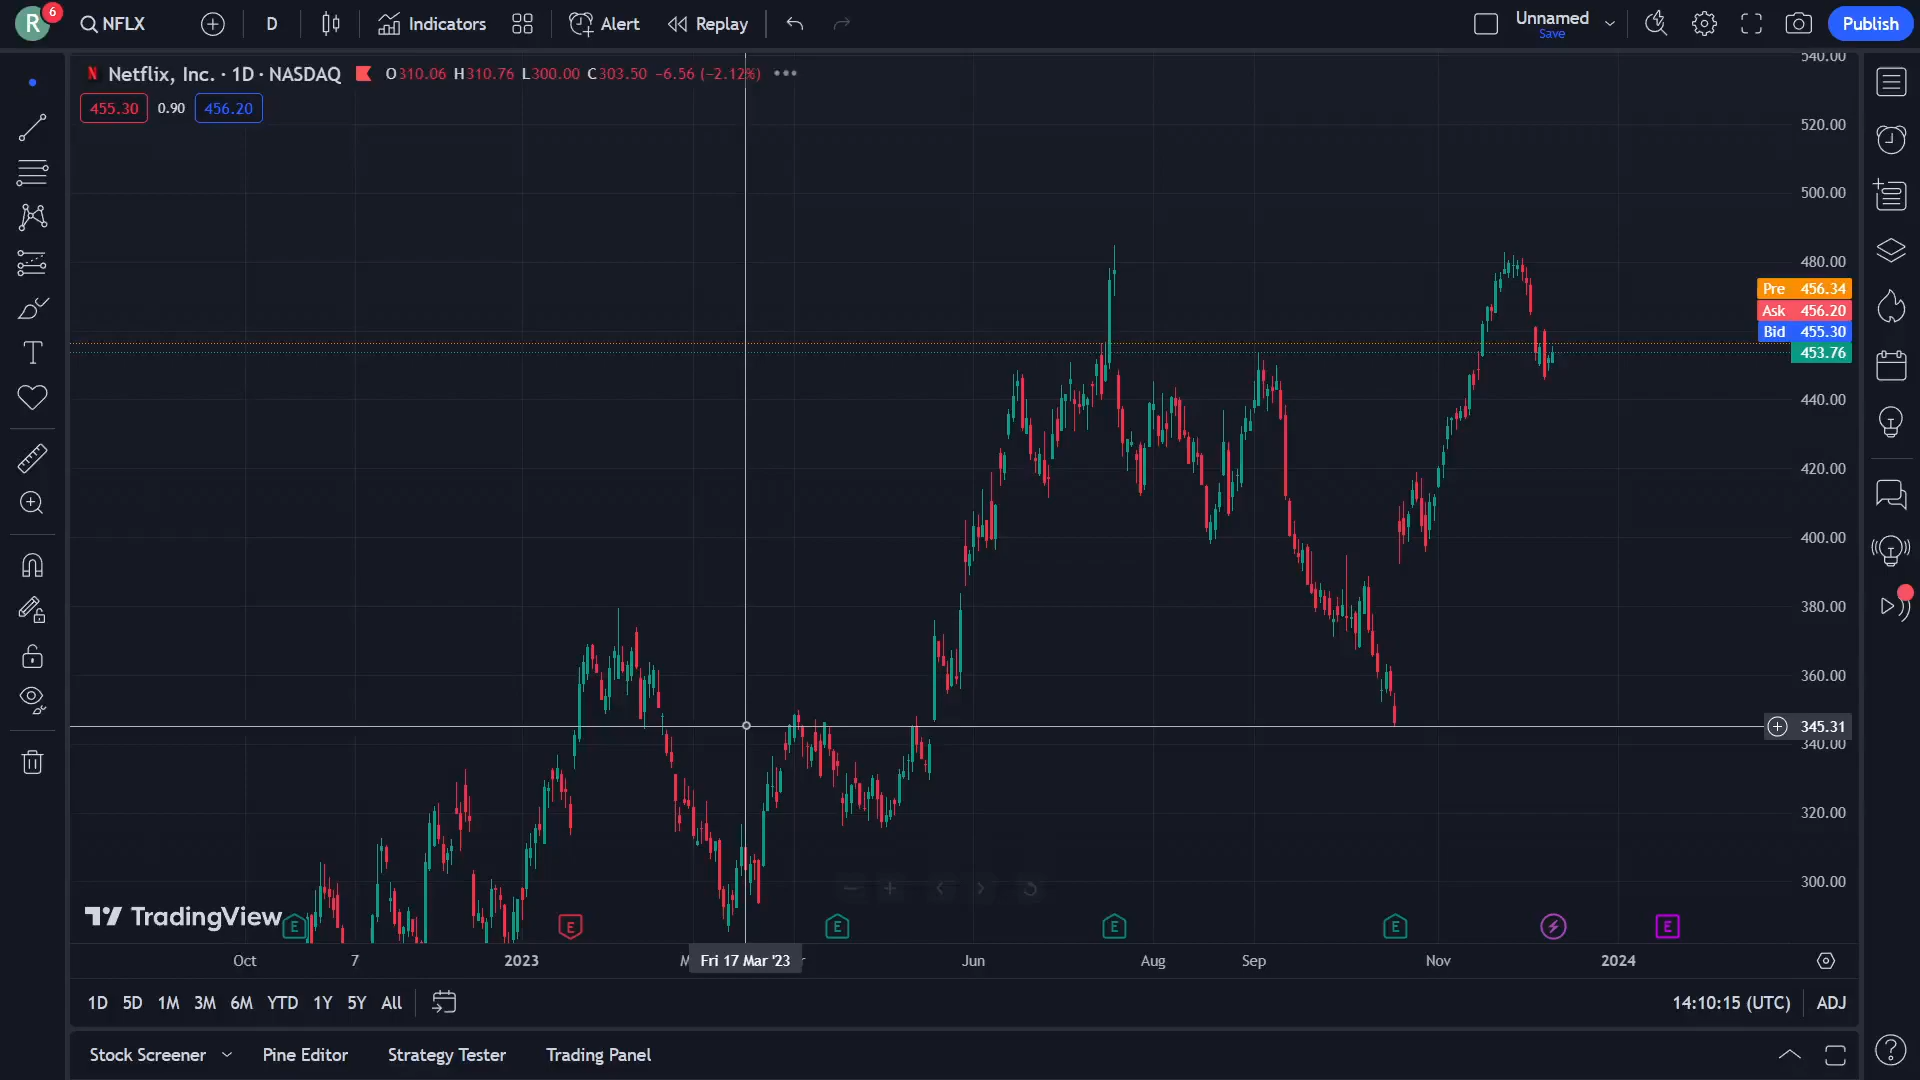 R 6 NFLX D Indicators Alert Replay Unnamed Save Publish
N Netflix, Inc. · 1D · NASDAQ O310.06 H310.76 L300.00 C303.50 −6.56 (−2.12%)
455.30 0.90 456.20
540.00
520.00
500.00
480.00
Pre 456.34
Ask 456.20
Bid 455.30
453.76
440.00
420.00
400.00
380.00
360.00
345.31
340.00
320.00
300.00
TradingView
E E E E E E
Oct 7 2023 Fri 17 Mar '23 Jun Aug Sep Nov 2024
1D 5D 1M 3M 6M YTD 1Y 5Y All 14:10:15 (UTC) ADJ
Stock Screener Pine Editor Strategy Tester Trading Panel